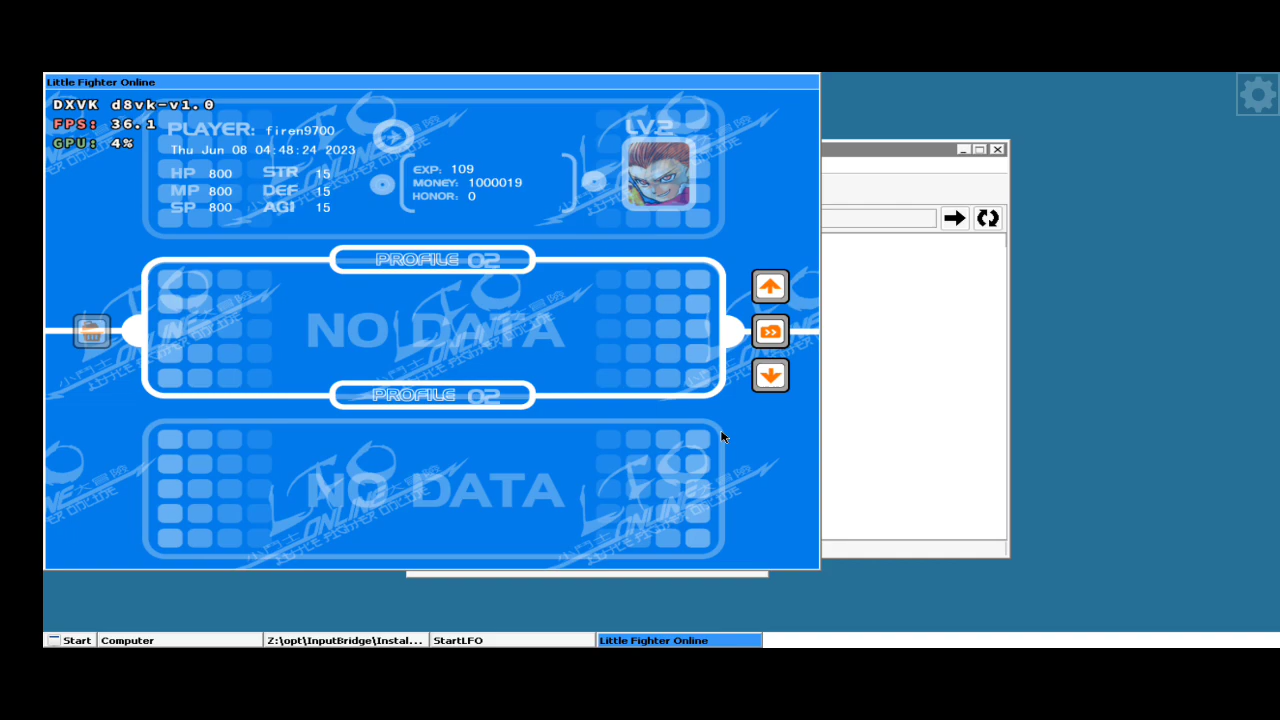 Little Fighter Online
DXVK d8vk-v1.0
FPS: 36.1
GPU: 4%
PLAYER: firen9700
Thu Jun 08 04:48:24 2023
LV.2
HP 800 STR 15
MP 800 DEF 15
SP 800 AGI 15
EXP: 109
MONEY: 1000019
HONOR: 0
PROFILE 02
NO DATA
PROFILE 02
NO DATA
Start
Computer
Z:\opt\InputBridge\Instal...
StartLFO
Little Fighter Online